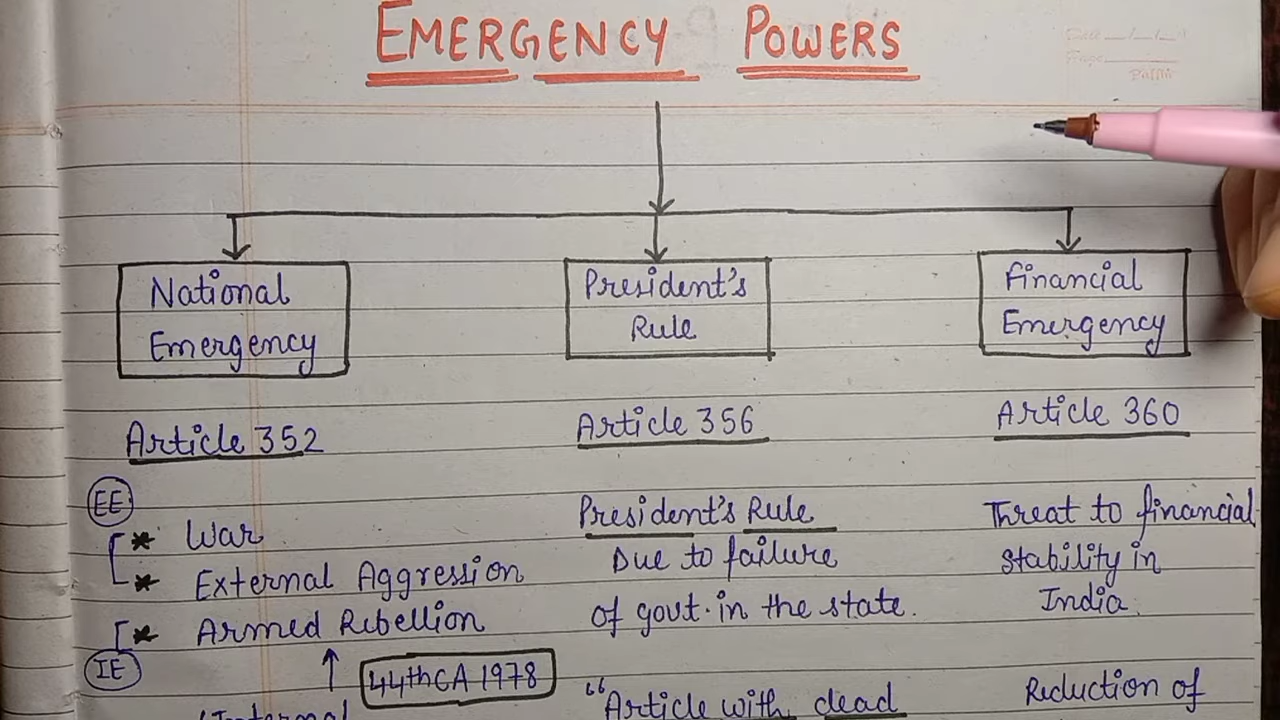 EMERGENCY POWERS
National
Emergency
President's
Rule
Financial
Emergency
Article 352
Article 356
Article 360
EE
* War
* External Aggression
* Armed Rebellion
IE
44th CA 1978
"Internal
President's Rule
Due to failure
of govt. in the state.
"Article with dead
Threat to financial
stability in
India.
Reduction of